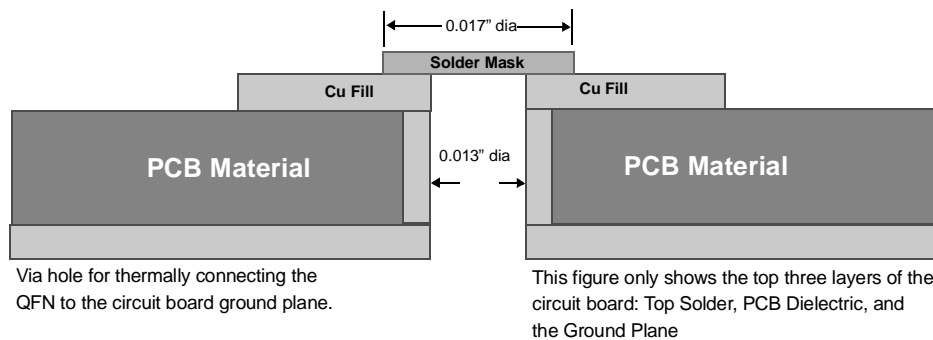 0.017” dia
Solder Mask
Cu Fill
Cu Fill
PCB Material
0.013” dia
PCB Material
Via hole for thermally connecting the
QFN to the circuit board ground plane.
This figure only shows the top three layers of the
circuit board: Top Solder, PCB Dielectric, and
the Ground Plane